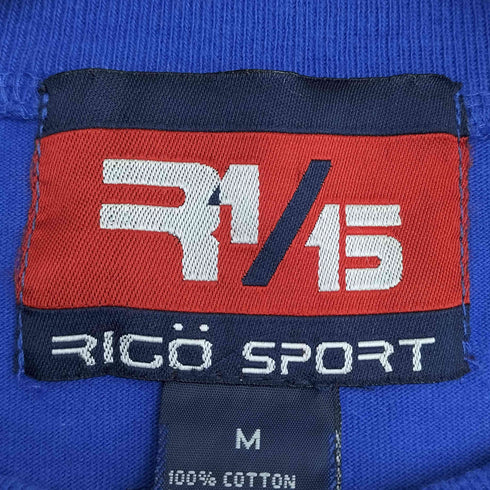 R1/15
RIGÖ SPORT
M
100% COTTON